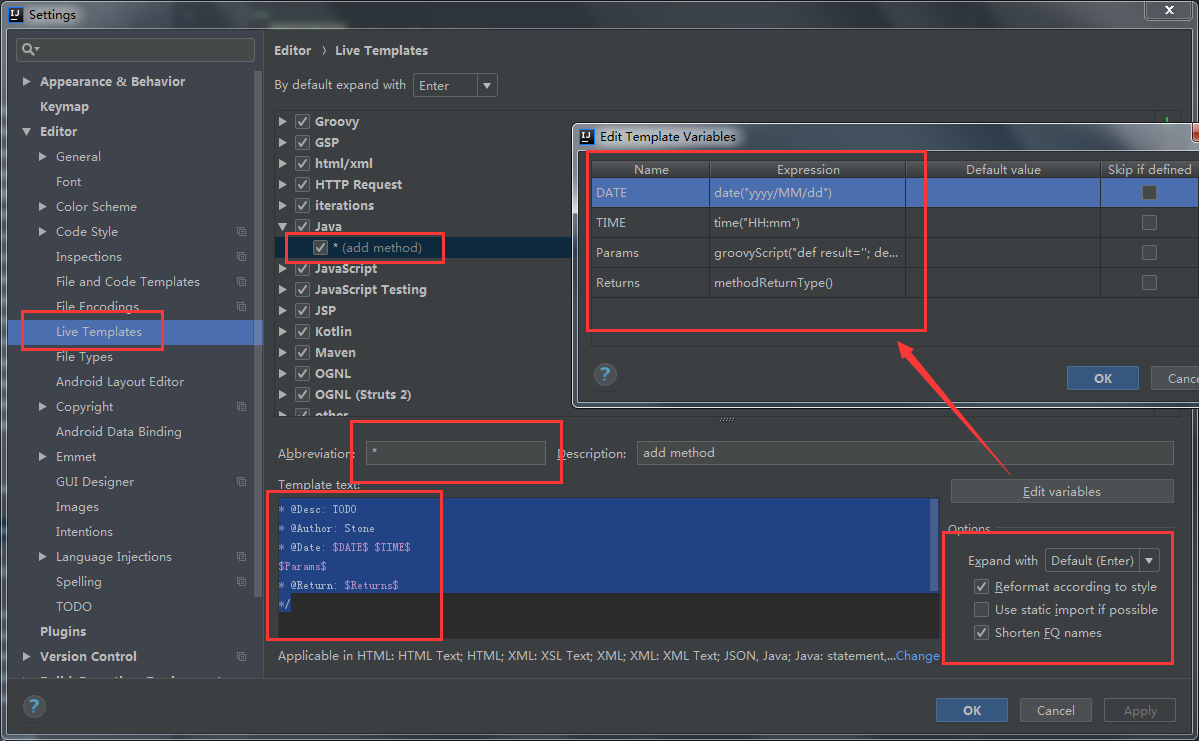 Settings
Appearance & Behavior
Keymap
Editor
General
Font
Color Scheme
Code Style
Inspections
File and Code Templates
File Encodings
Live Templates
File Types
Android Layout Editor
Copyright
Android Data Binding
Emmet
GUI Designer
Images
Intentions
Language Injections
Spelling
TODO
Plugins
Version Control
Editor › Live Templates
By default expand with Enter
Groovy
GSP
html/xml
HTTP Request
iterations
Java
* (add method)
JavaScript
JavaScript Testing
JSP
Kotlin
Maven
OGNL
OGNL (Struts 2)
other
Edit Template Variables
Name Expression Default value Skip if defined
DATE date("yyyy/MM/dd")
TIME time("HH:mm")
Params groovyScript("def result=''; de...
Returns methodReturnType()
? OK Cance
Abbreviation: * Description: add method
Template text:
* @Desc: TODO
* @Author: Stone
* @Date: $DATE$ $TIME$
$Params$
* @Return: $Returns$
*/
Edit variables
Options
Expand with Default (Enter)
Reformat according to style
Use static import if possible
Shorten FQ names
Applicable in HTML: HTML Text; HTML; XML: XSL Text; XML; XML: XML Text; JSON, Java; Java: statement,...Change
? OK Cancel Apply